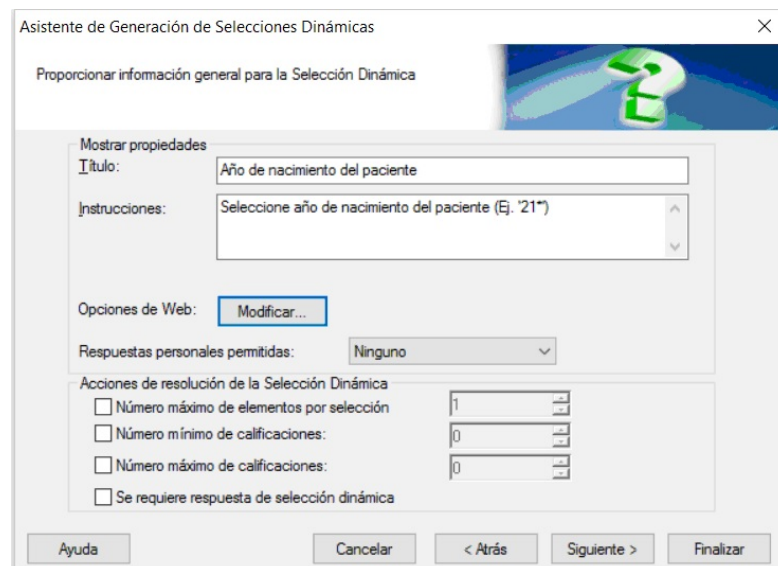 Asistente de Generación de Selecciones Dinámicas
Proporcionar información general para la Selección Dinámica
Mostrar propiedades
Título:
Año de nacimiento del paciente
Instrucciones:
Seleccione año de nacimiento del paciente (Ej. '21*')
Opciones de Web:
Modificar...
Respuestas personales permitidas:
Ninguno
Acciones de resolución de la Selección Dinámica
Número máximo de elementos por selección
1
Número mínimo de calificaciones:
0
Número máximo de calificaciones:
0
Se requiere respuesta de selección dinámica
Ayuda
Cancelar
< Atrás
Siguiente >
Finalizar